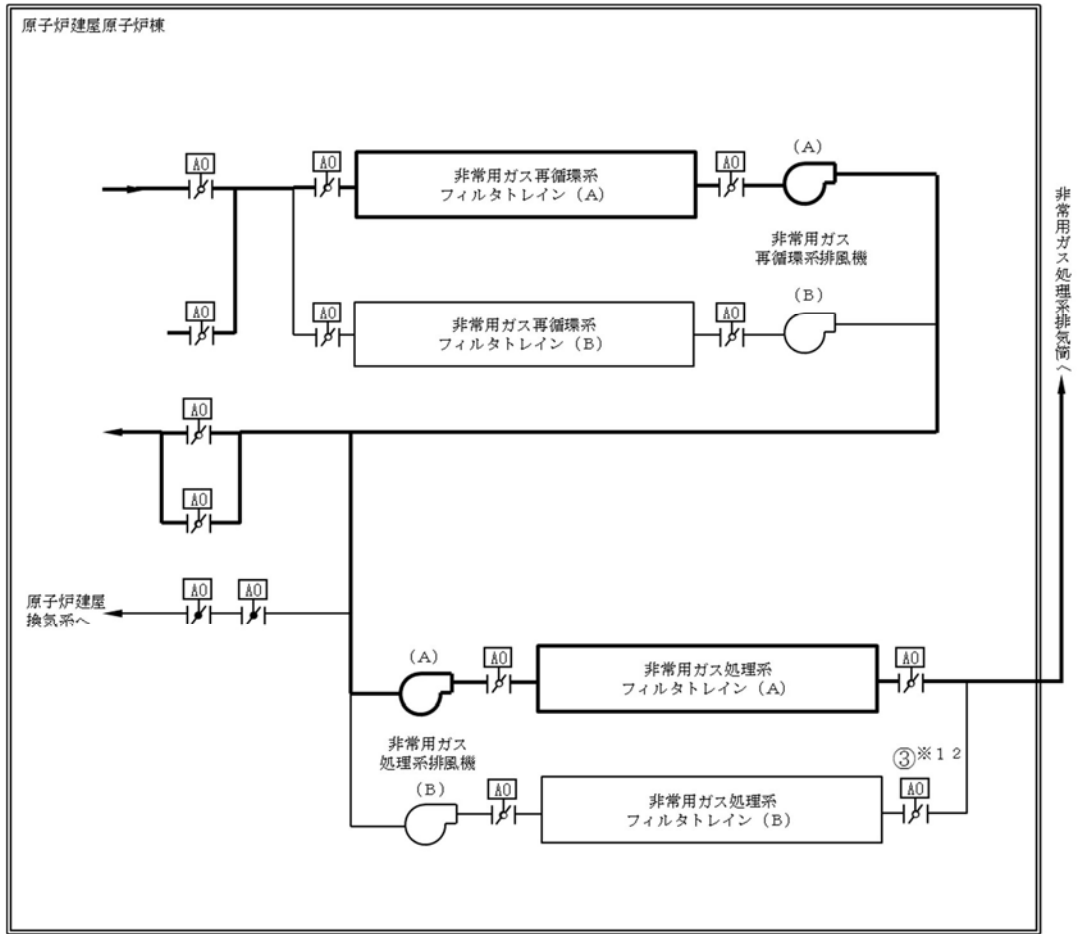 原子炉建屋原子炉棟
AO
AO
非常用ガス再循環系
フィルタトレイン（A）
AO
（A）
非常用ガス
再循環系排風機
AO
AO
非常用ガス再循環系
フィルタトレイン（B）
AO
（B）
非常用ガス処理系排気筒へ
AO
AO
原子炉建屋
換気系へ
AO
AO
（A）
AO
非常用ガス処理系
フィルタトレイン（A）
AO
非常用ガス
処理系排風機
（B）
AO
非常用ガス処理系
フィルタトレイン（B）
③※１２
AO